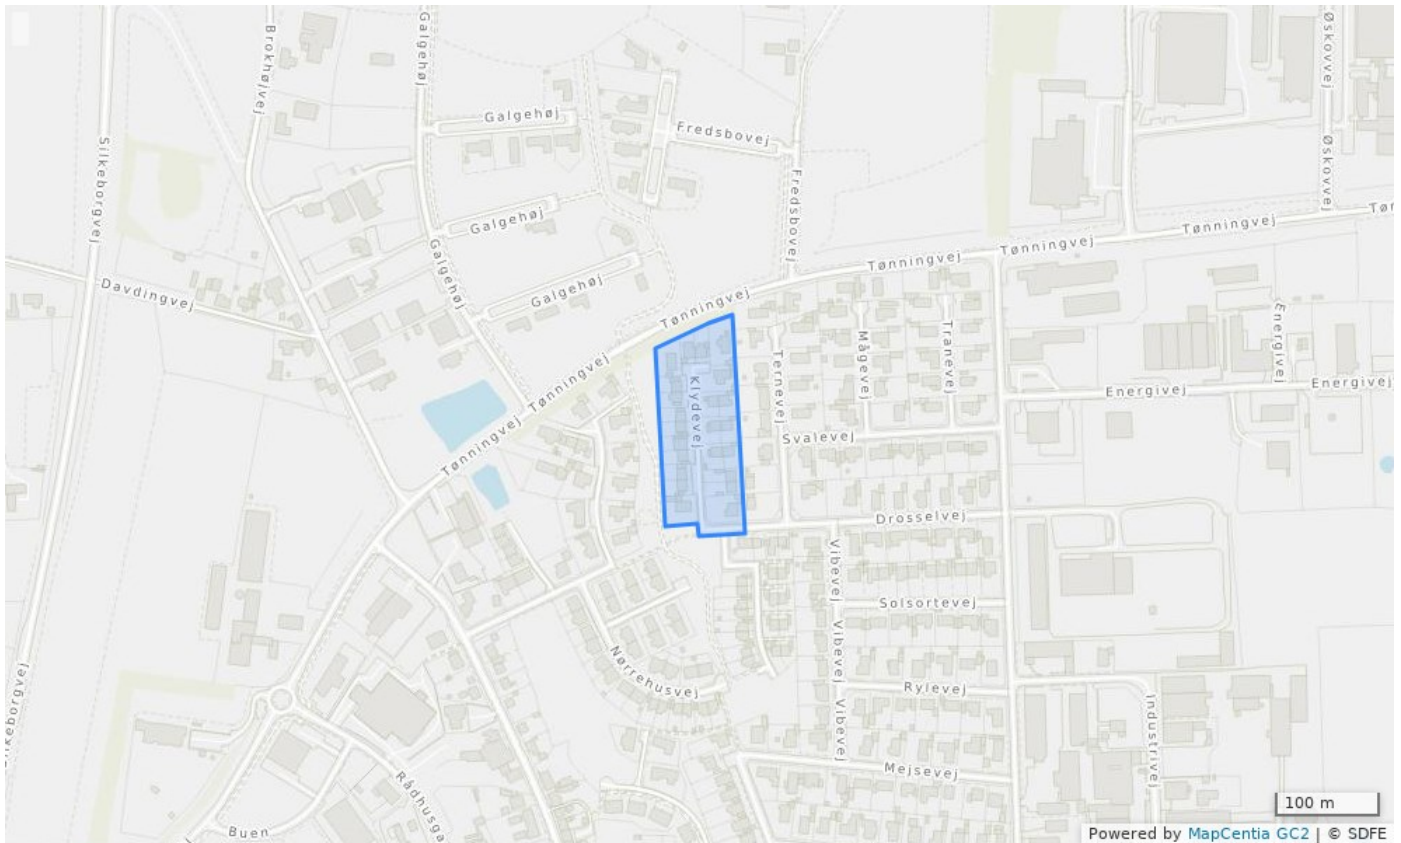 Galgehøj
Brokhøjvej
Øskovvej
Galgehøj
Fredsbovej
Silkeborgvej
Øskovvej
Fredsbovej
Galgehøj
Tønningvej
Tønningvej
Galgehøj
Tønningvej
Davdingvej
Galgehøj
Tønningvej
Energivej
Tranevej
Mågevej
Ternevej
Tønningvej
Klydevej
Energivej
Energivej
Tønningvej
Svalevej
Drosselvej
Vibevej
Solsortevej
Vibevej
Nørrehusvej
Rylevej
Vibevej
Industrivej
Mejsevej
Rådhusga
Buen
100 m
Powered by MapCentia GC2 | © SDFE